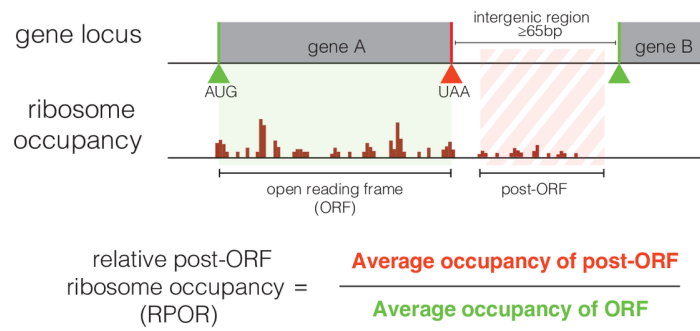 gene locus
gene A
intergenic region
≥65bp
gene B
AUG
UAA
ribosome
occupancy
open reading frame
(ORF)
post-ORF
relative post-ORF
ribosome occupancy =
(RPOR)
Average occupancy of post-ORF
Average occupancy of ORF